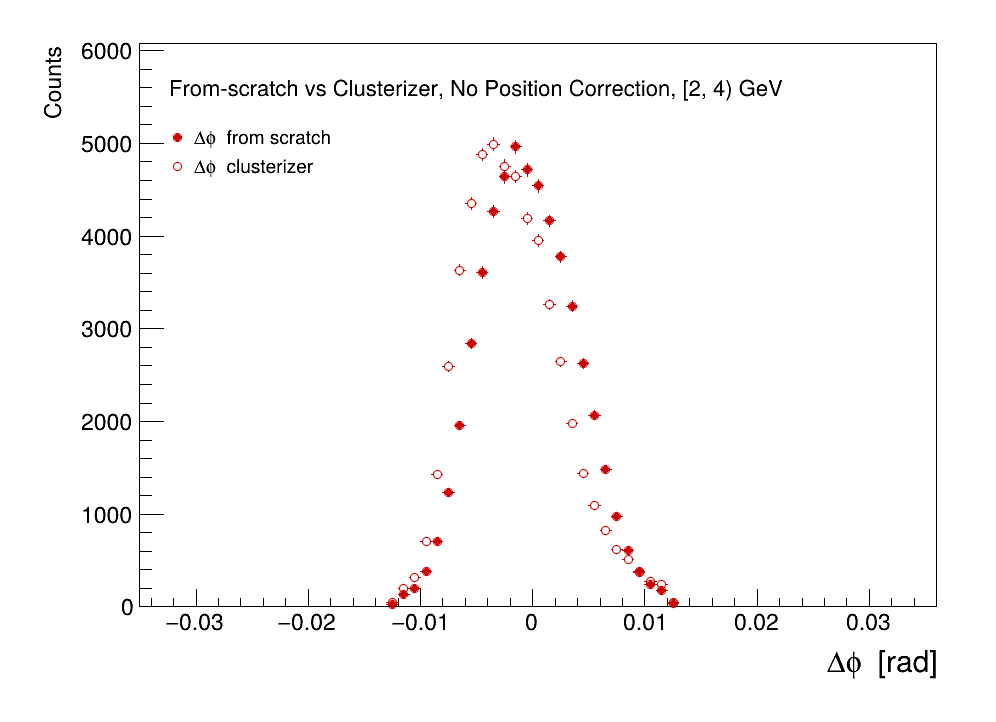 Counts
6000
5000
4000
3000
2000
1000
0
From-scratch vs Clusterizer, No Position Correction, [2, 4) GeV
Δϕ from scratch
Δϕ clusterizer
−0.03 −0.02 −0.01 0 0.01 0.02 0.03
Δϕ [rad]